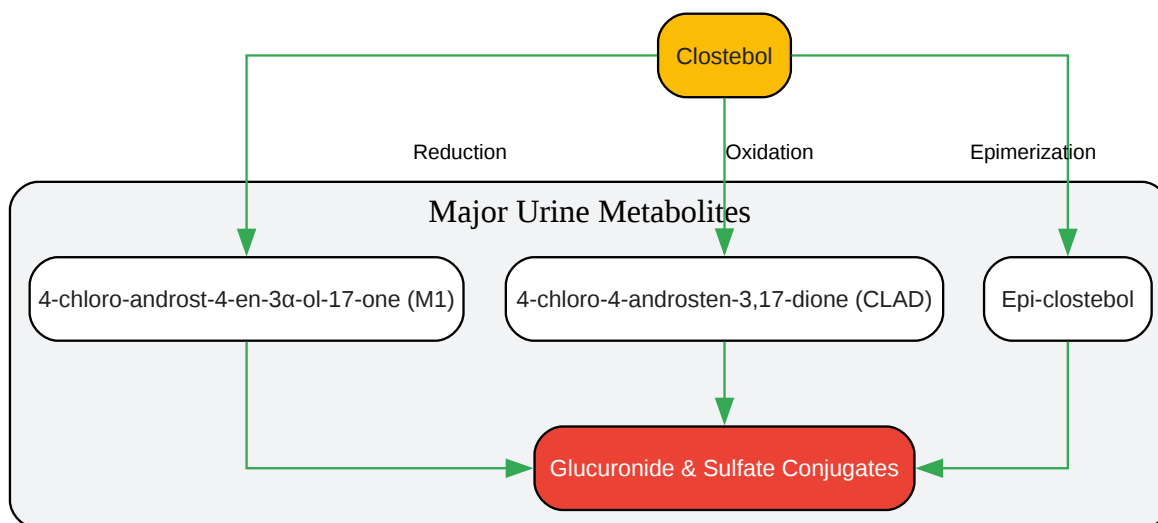 Clostebol
Reduction
Oxidation
Epimerization
Major Urine Metabolites
4-chloro-androst-4-en-3α-ol-17-one (M1)
4-chloro-4-androsten-3,17-dione (CLAD)
Epi-clostebol
Glucuronide & Sulfate Conjugates